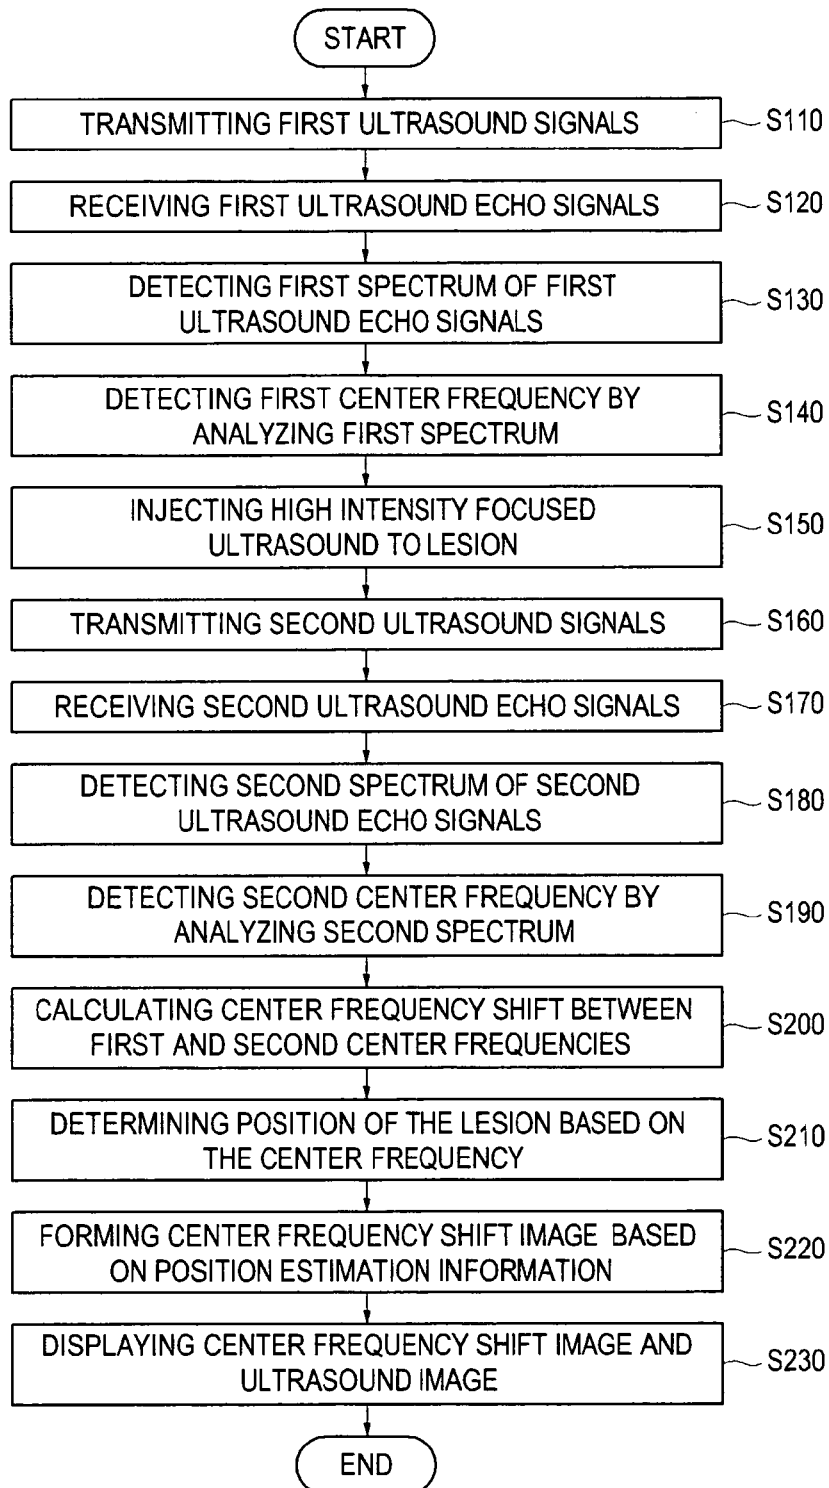 START
TRANSMITTING FIRST ULTRASOUND SIGNALS
S110
RECEIVING FIRST ULTRASOUND ECHO SIGNALS
S120
DETECTING FIRST SPECTRUM OF FIRST
ULTRASOUND ECHO SIGNALS
S130
DETECTING FIRST CENTER FREQUENCY BY
ANALYZING FIRST SPECTRUM
S140
INJECTING HIGH INTENSITY FOCUSED
ULTRASOUND TO LESION
S150
TRANSMITTING SECOND ULTRASOUND SIGNALS
S160
RECEIVING SECOND ULTRASOUND ECHO SIGNALS
S170
DETECTING SECOND SPECTRUM OF SECOND
ULTRASOUND ECHO SIGNALS
S180
DETECTING SECOND CENTER FREQUENCY BY
ANALYZING SECOND SPECTRUM
S190
CALCULATING CENTER FREQUENCY SHIFT BETWEEN
FIRST AND SECOND CENTER FREQUENCIES
S200
DETERMINING POSITION OF THE LESION BASED ON
THE CENTER FREQUENCY
S210
FORMING CENTER FREQUENCY SHIFT IMAGE BASED
ON POSITION ESTIMATION INFORMATION
S220
DISPLAYING CENTER FREQUENCY SHIFT IMAGE AND
ULTRASOUND IMAGE
S230
END